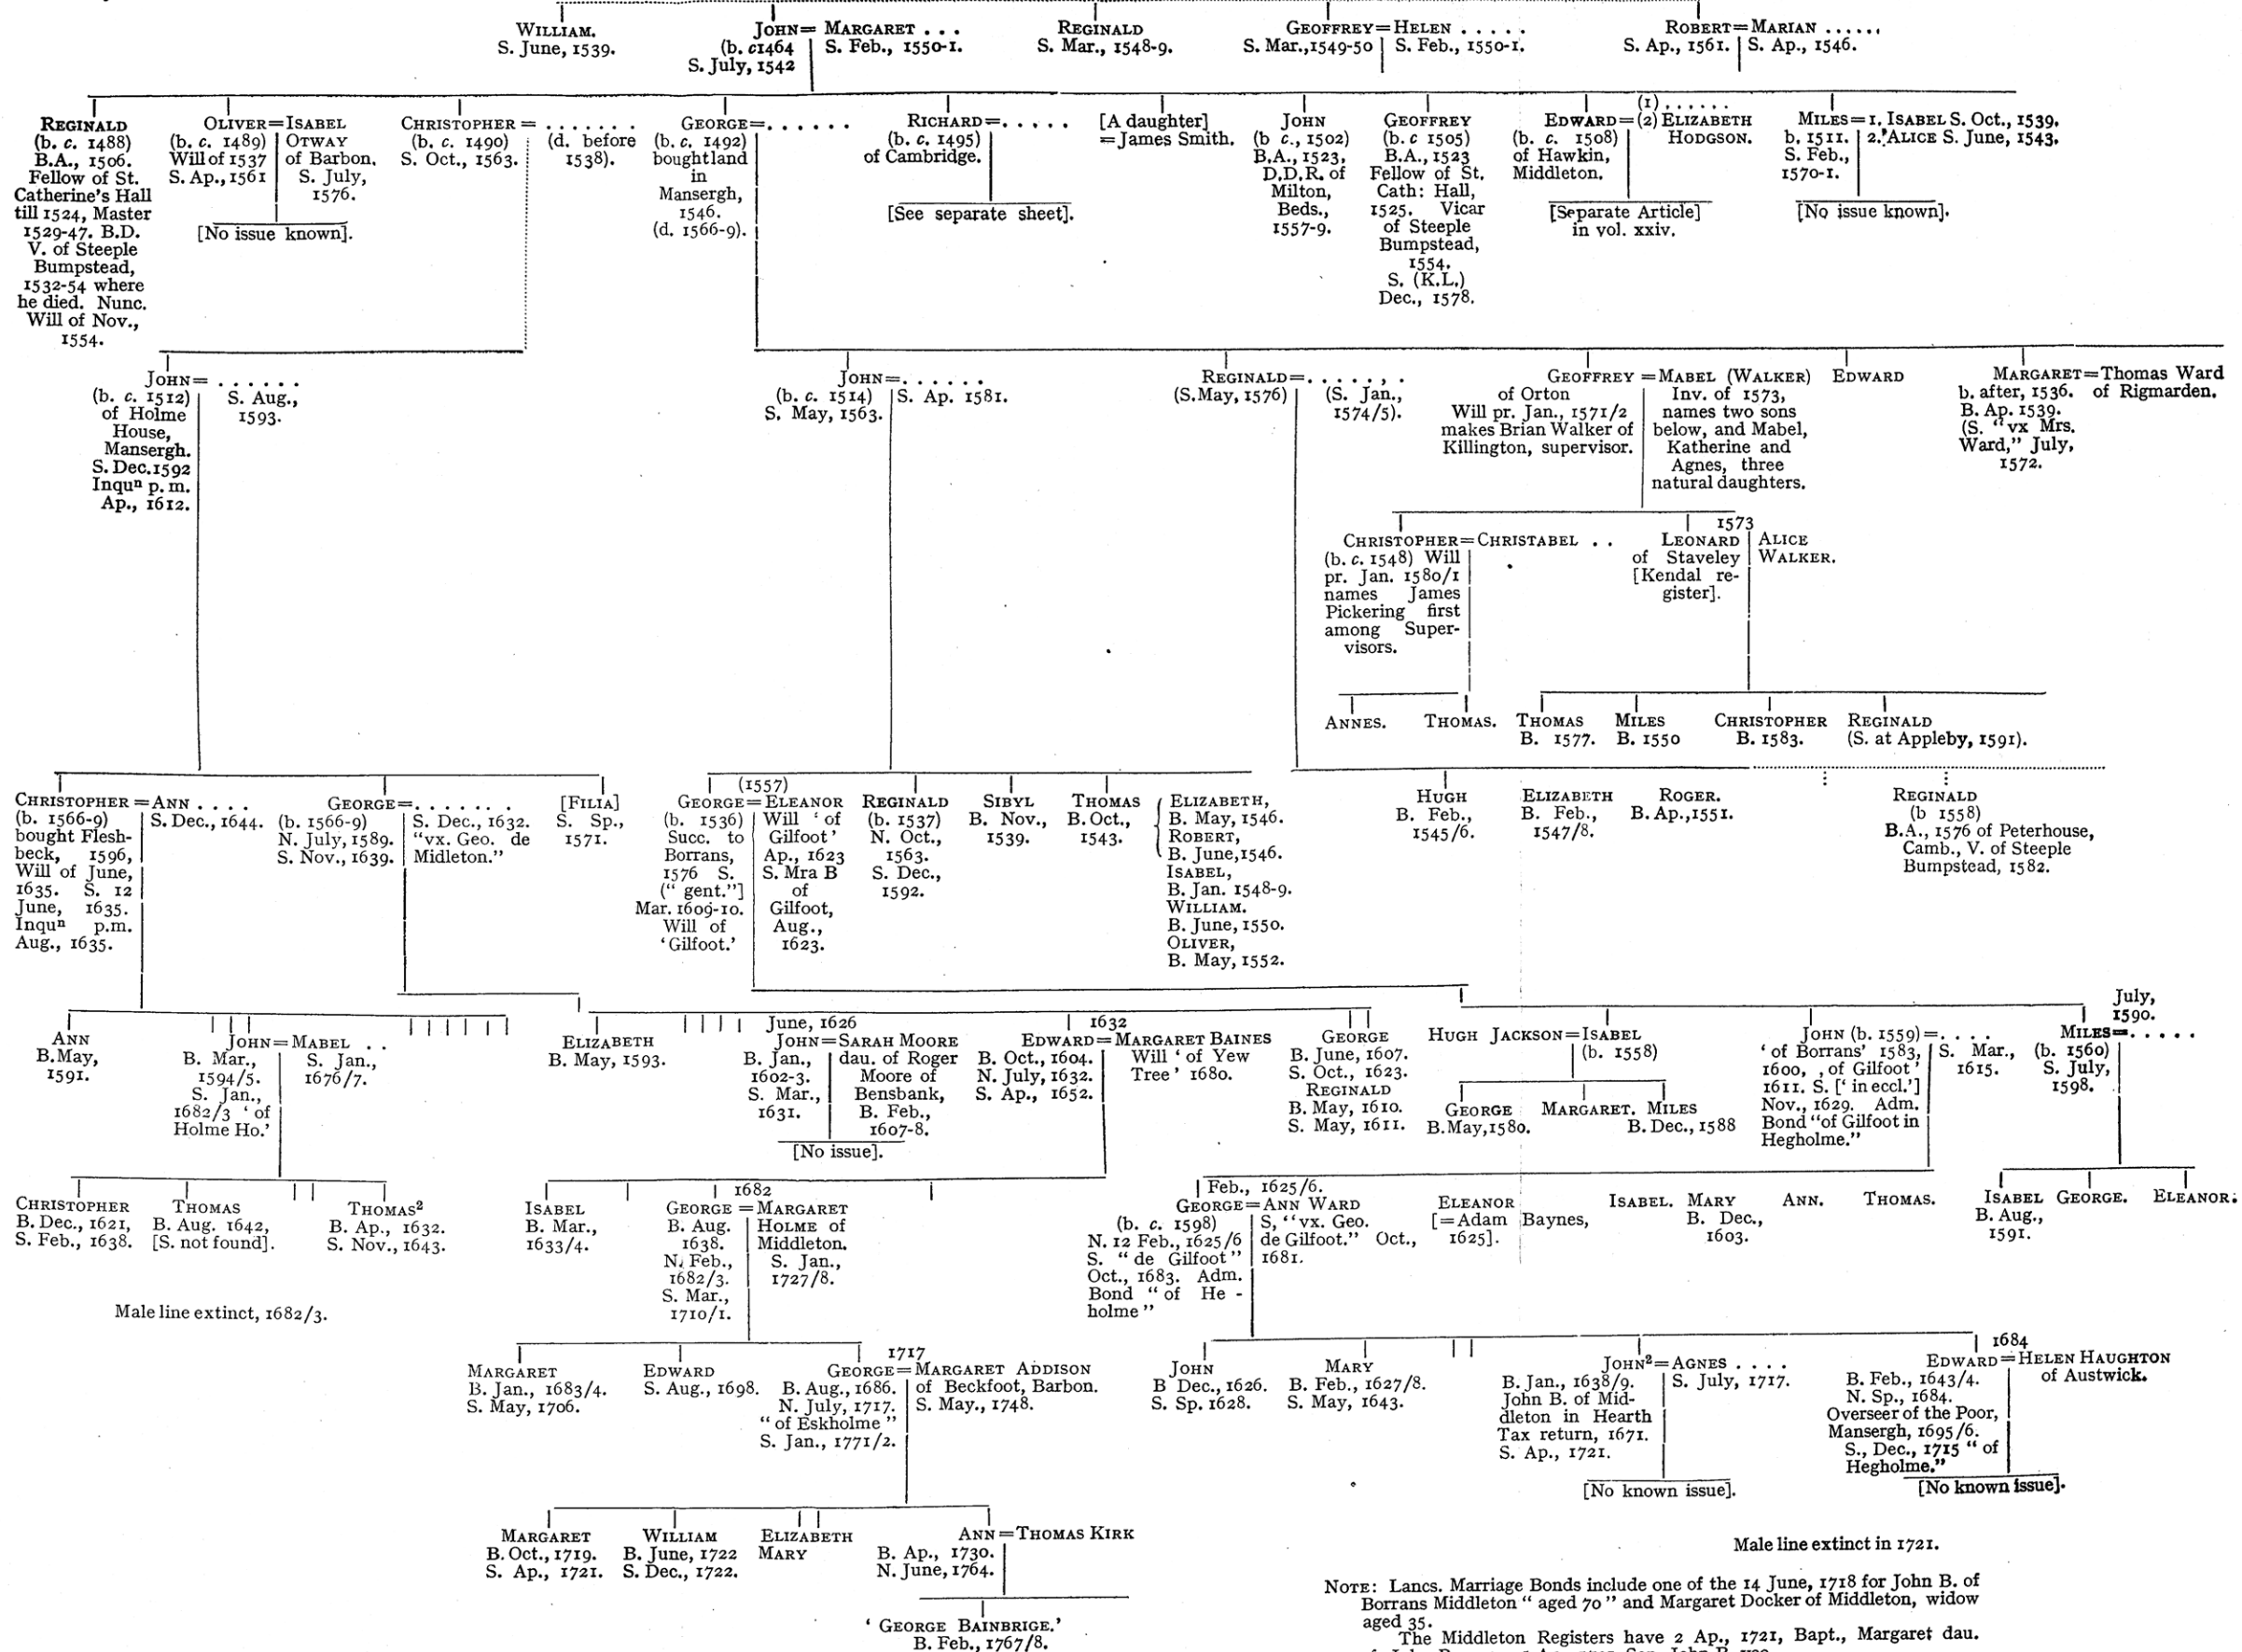 WILLIAM.
S. June, 1539.
JOHN= MARGARET . . .
(b. c1464 S. Feb., 1550-1.
S. July, 1542
REGINALD
S. Mar., 1548-9.
GEOFFREY=HELEN . . . . .
S. Mar.,1549-50 S. Feb., 1550-1.
ROBERT=MARIAN . . . . . .
S. Ap., 1561. S. Ap., 1546.
REGINALD
(b. c. 1488)
B.A., 1506.
Fellow of St.
Catherine's Hall
till 1524, Master
1529-47. B.D.
V. of Steeple
Bumpstead,
1532-54 where
he died. Nunc.
Will of Nov.,
1554.
OLIVER=ISABEL
(b. c. 1489) OTWAY
Will of 1537 of Barbon.
S. Ap., 1561 S. July,
1576.
[No issue known].
CHRISTOPHER = . . . . . . .
(b. c. 1490) (d. before
S. Oct., 1563. 1538).
GEORGE=. . . . . .
(b. c. 1492)
bought land
in
Mansergh,
1546.
(d. 1566-9).
RICHARD=. . . . .
(b. c. 1495)
of Cambridge.
[See separate sheet].
[A daughter]
=James Smith.
JOHN
(b c., 1502)
B.A., 1523,
D.D.R. of
Milton,
Beds.,
1557-9.
GEOFFREY
(b. c 1505)
B.A., 1523
Fellow of St.
Cath: Hall,
1525. Vicar
of Steeple
Bumpstead,
1554.
S. (K.L.)
Dec., 1578.
(1) . . . . . .
EDWARD=(2) ELIZABETH
(b. c. 1508) HODGSON.
of Hawkin,
Middleton.
[Separate Article]
in vol. xxiv.
MILES=1, ISABEL S. Oct., 1539.
b. 1511. 2. ALICE S. June, 1543.
S. Feb.,
1570-1.
[No issue known].
JOHN= . . . . . .
(b. c. 1512) S. Aug.,
of Holme 1593.
House,
Mansergh.
S. Dec.1592
Inquⁿ p. m.
Ap., 1612.
JOHN=. . . . . .
(b. c. 1514) S. Ap. 1581.
S. May, 1563.
REGINALD=. . . . , .
(S. May, 1576) (S. Jan.,
1574/5).
GEOFFREY =MABEL (WALKER)
of Orton Inv. of 1573,
Will pr. Jan., 1571/2 names two sons
makes Brian Walker of below, and Mabel,
Killington, supervisor. Katherine and
Agnes, three
natural daughters.
EDWARD
MARGARET=Thomas Ward
b. after, 1536. of Rigmarden.
B. Ap. 1539.
(S. "vx Mrs.
Ward," July,
1572.
CHRISTOPHER=CHRISTABEL . .
(b. c. 1548) Will
pr. Jan. 1580/1
names James
Pickering first
among Super-
visors.
1573
LEONARD ALICE
of Staveley WALKER.
[Kendal re-
gister].
ANNES. THOMAS.
THOMAS
B. 1577.
MILES
B. 1550
CHRISTOPHER
B. 1583.
REGINALD
(S. at Appleby, 1591).
CHRISTOPHER =ANN . . . .
(b. 1566-9) S. Dec., 1644.
bought Flesh-
beck, 1596,
Will of June,
1635. S. 12
June, 1635.
Inquⁿ p.m.
Aug., 1635.
GEORGE=. . . . . . .
(b. 1566-9) S. Dec., 1632.
N. July, 1589. "vx. Geo. de
S. Nov., 1639. Midleton."
[FILIA]
S. Sp.,
1571.
(1557)
GEORGE=ELEANOR
(b. 1536) Will 'of
Succ. to Gilfoot'
Borrans, Ap., 1623
1576 S. S. Mra B
(" gent."] of
Mar. 1609-10. Gilfoot,
Will of Aug.,
'Gilfoot.' 1623.
REGINALD
(b. 1537)
N. Oct.,
1563.
S. Dec.,
1592.
SIBYL
B. Nov.,
1539.
THOMAS
B. Oct.,
1543.
ELIZABETH,
B. May, 1546.
ROBERT,
B. June,1546.
ISABEL,
B. Jan. 1548-9.
WILLIAM.
B. June, 1550.
OLIVER,
B. May, 1552.
HUGH
B. Feb.,
1545/6.
ELIZABETH
B. Feb.,
1547/8.
ROGER.
B. Ap.,1551.
REGINALD
(b 1558)
B.A., 1576 of Peterhouse,
Camb., V. of Steeple
Bumpstead, 1582.
ANN
B. May,
1591.
JOHN=MABEL . .
B. Mar., S. Jan.,
1594/5. 1676/7.
S. Jan.,
1682/3 'of
Holme Ho.'
ELIZABETH
B. May, 1593.
June, 1626
JOHN=SARAH MOORE
B. Jan., dau. of Roger
1602-3. Moore of
S. Mar., Bensbank,
1631. B. Feb.,
1607-8.
[No issue].
1632
EDWARD=MARGARET BAINES
B. Oct., 1604. Will 'of Yew
N. July, 1632. Tree' 1680.
S. Ap., 1652.
GEORGE
B. June, 1607.
S. Oct., 1623.
REGINALD
B. May, 1610.
S. May, 1611.
HUGH JACKSON=ISABEL
(b. 1558)
GEORGE
B.May,1580.
MARGARET. MILES
B. Dec., 1588
JOHN (b. 1559)=. . . .
'of Borrans' 1583, S. Mar.,
1600, ,of Gilfoot' 1615.
1611. S. ['in eccl.']
Nov., 1629. Adm.
Bond "of Gilfoot in
Hegholme."
July,
1590.
MILES=. . . . .
(b. 1560)
S. July,
1598.
CHRISTOPHER
B. Dec., 1621,
S. Feb., 1638.
THOMAS
B. Aug. 1642,
[S. not found].
THOMAS²
B. Ap., 1632.
S. Nov., 1643.
Male line extinct, 1682/3.
ISABEL
B. Mar.,
1633/4.
1682
GEORGE =MARGARET
B. Aug. HOLME of
1638. Middleton.
N. Feb., S. Jan.,
1682/3. 1727/8.
S. Mar.,
1710/1.
Feb., 1625/6.
GEORGE=ANN WARD
(b. c. 1598) S, "vx. Geo.
N. 12 Feb., 1625/6 de Gilfoot." Oct.,
S. "de Gilfoot" 1681.
Oct., 1683. Adm.
Bond "of He -
holme"
ELEANOR
[=Adam Baynes,
1625].
ISABEL. MARY
B. Dec.,
1603.
ANN. THOMAS.
ISABEL GEORGE. ELEANOR.
B. Aug.,
1591.
MARGARET
B. Jan., 1683/4.
S. May, 1706.
EDWARD
S. Aug., 1698.
1717
GEORGE=MARGARET ADDISON
B. Aug., 1686. of Beckfoot, Barbon.
N. July, 1717. S. May., 1748.
"of Eskholme"
S. Jan., 1771/2.
JOHN
B Dec., 1626.
S. Sp. 1628.
MARY
B. Feb., 1627/8.
S. May, 1643.
JOHN²=AGNES . . . .
B. Jan., 1638/9. S. July, 1717.
John B. of Mid-
dleton in Hearth
Tax return, 1671.
S. Ap., 1721.
[No known issue].
1684
EDWARD=HELEN HAUGHTON
B. Feb., 1643/4. of Austwick.
N. Sp., 1684.
Overseer of the Poor,
Mansergh, 1695/6.
S., Dec., 1715 "of
Hegholme."
[No known issue].
MARGARET
B. Oct., 1719.
S. Ap., 1721.
WILLIAM
B. June, 1722
S. Dec., 1722.
ELIZABETH
MARY
ANN=THOMAS KIRK
B. Ap., 1730.
N. June, 1764.
'GEORGE BAINBRIGE.'
B. Feb., 1767/8.
Male line extinct in 1721.
NOTE: Lancs. Marriage Bonds include one of the 14 June, 1718 for John B. of
Borrans Middleton "aged 70" and Margaret Docker of Middleton, widow
aged 35.
The Middleton Registers have 2 Ap., 1721, Bapt., Margaret dau.